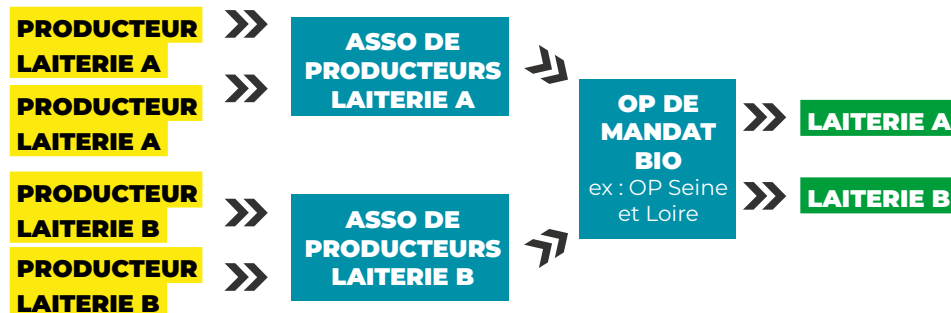 PRODUCTEUR
LAITERIE A
PRODUCTEUR
LAITERIE A
PRODUCTEUR
LAITERIE B
PRODUCTEUR
LAITERIE B
ASSO DE
PRODUCTEURS
LAITERIE A
ASSO DE
PRODUCTEURS
LAITERIE B
OP DE
MANDAT
BIO
ex : OP Seine
et Loire
LAITERIE A
LAITERIE B